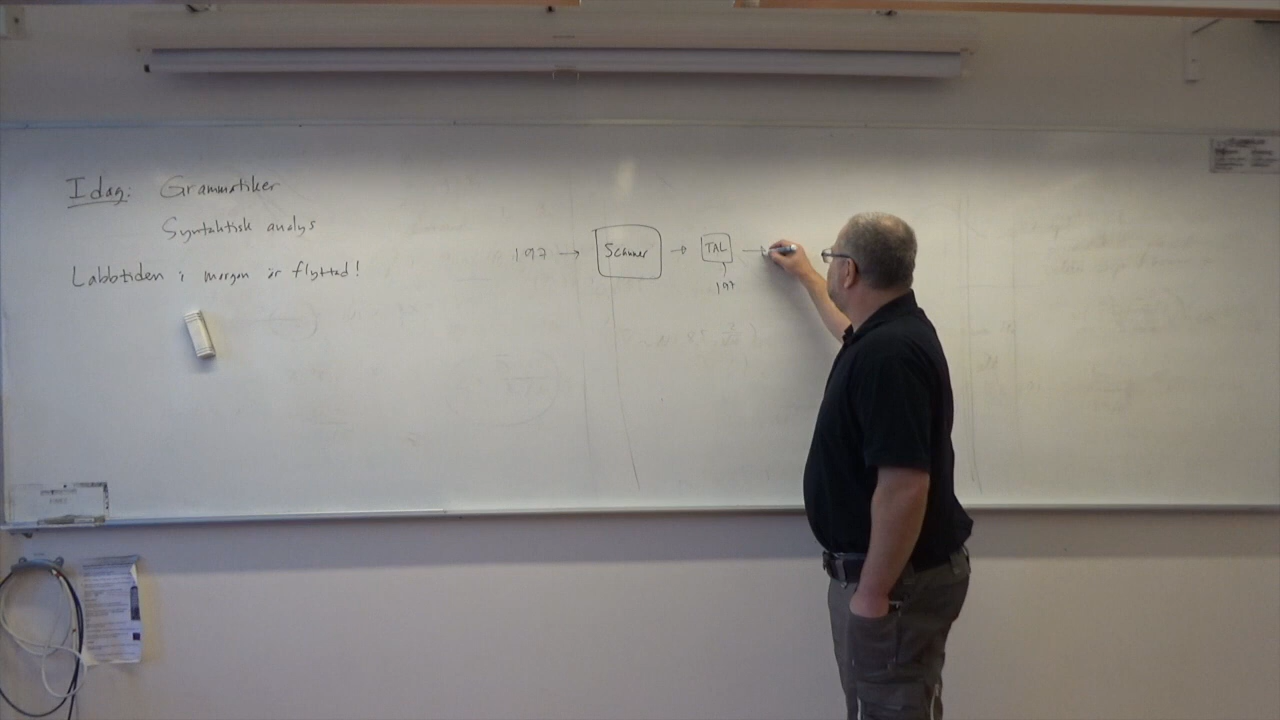 Idag: Grammatiker
Syntaktisk analys
Labbtiden i morgon är flyttad!
197 → Scanner → TAL →
197